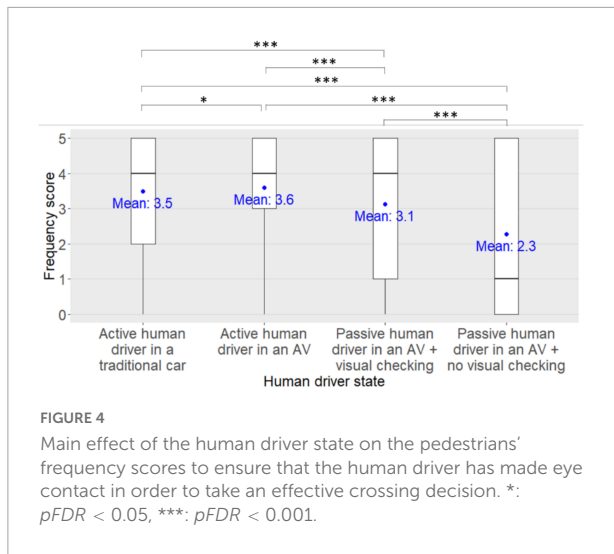 ***
***
***
* ***
***
5
4
3
2
1
0
Frequency score
Mean: 3.5
Mean: 3.6
Mean: 3.1
Mean: 2.3
Active human
driver in a
traditional car
Active human
driver in an AV
Passive human
driver in an AV +
visual checking
Passive human
driver in an AV +
no visual checking
Human driver state
FIGURE 4
Main effect of the human driver state on the pedestrians'
frequency scores to ensure that the human driver has made eye
contact in order to take an effective crossing decision. *:
pFDR < 0.05, ***: pFDR < 0.001.